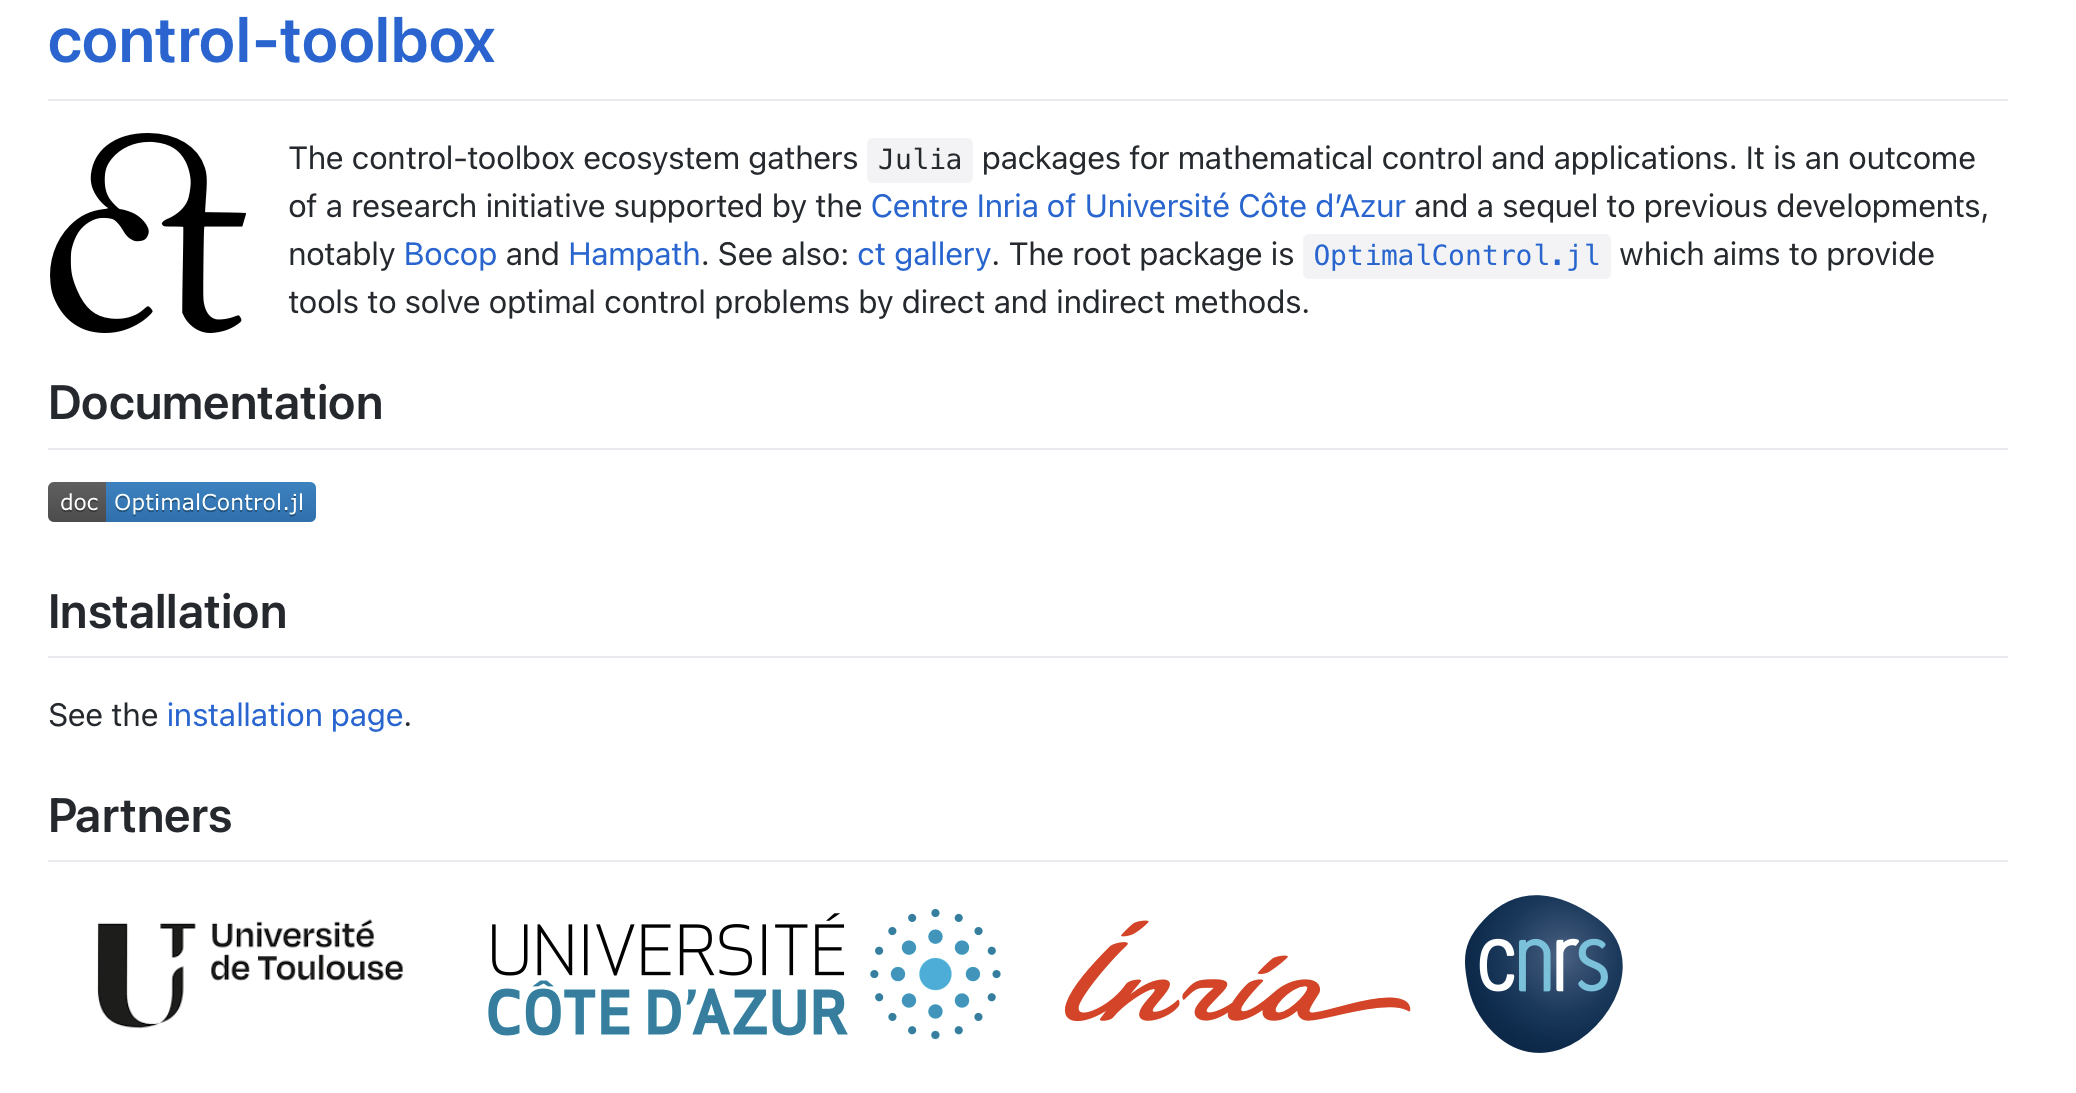 control-toolbox
ct
The control-toolbox ecosystem gathers Julia packages for mathematical control and applications. It is an outcome
of a research initiative supported by the Centre Inria of Université Côte d’Azur and a sequel to previous developments,
notably Bocop and Hampath. See also: ct gallery. The root package is OptimalControl.jl which aims to provide
tools to solve optimal control problems by direct and indirect methods.
Documentation
doc OptimalControl.jl
Installation
See the installation page.
Partners
Université
de Toulouse
UNIVERSITÉ
CÔTE D’AZUR
Inría
cnrs